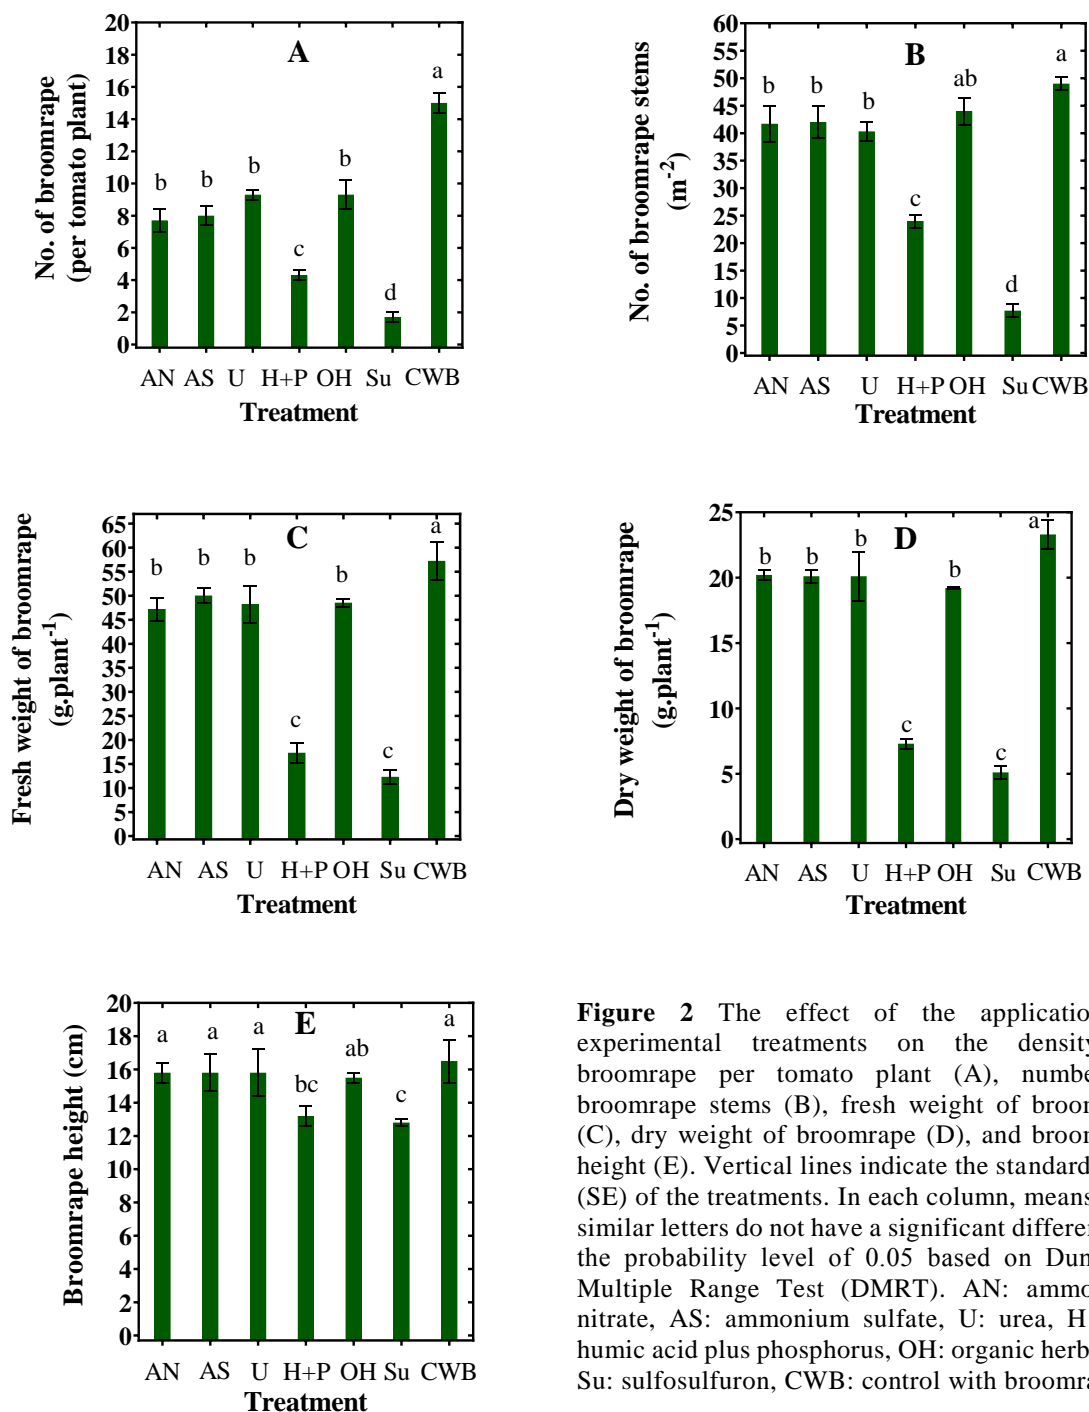 A
No. of broomrape
(per tomato plant)
20
18
16
14
12
10
8
6
4
2
0
b b b c b d a
AN AS U H+P OH Su CWB
Treatment
B
No. of broomrape stems
(m-2)
60
55
50
45
40
35
30
25
20
15
10
5
0
b b b c ab d a
AN AS U H+P OH Su CWB
Treatment
C
Fresh weight of broomrape
(g.plant-1)
65
60
55
50
45
40
35
30
25
20
15
10
5
0
b b b c b c a
AN AS U H+P OH Su CWB
Treatment
D
Dry weight of broomrape
(g.plant-1)
25
20
15
10
5
0
b b b c b c a
AN AS U H+P OH Su CWB
Treatment
E
Broomrape height (cm)
20
18
16
14
12
10
8
6
4
2
0
a a a bc ab c a
AN AS U H+P OH Su CWB
Treatment
Figure 2 The effect of the application
experimental treatments on the density
broomrape per tomato plant (A), numbe
broomrape stems (B), fresh weight of broom
(C), dry weight of broomrape (D), and broom
height (E). Vertical lines indicate the standard
(SE) of the treatments. In each column, means
similar letters do not have a significant differen
the probability level of 0.05 based on Dun
Multiple Range Test (DMRT). AN: ammo
nitrate, AS: ammonium sulfate, U: urea, H
humic acid plus phosphorus, OH: organic herb
Su: sulfosulfuron, CWB: control with broomra